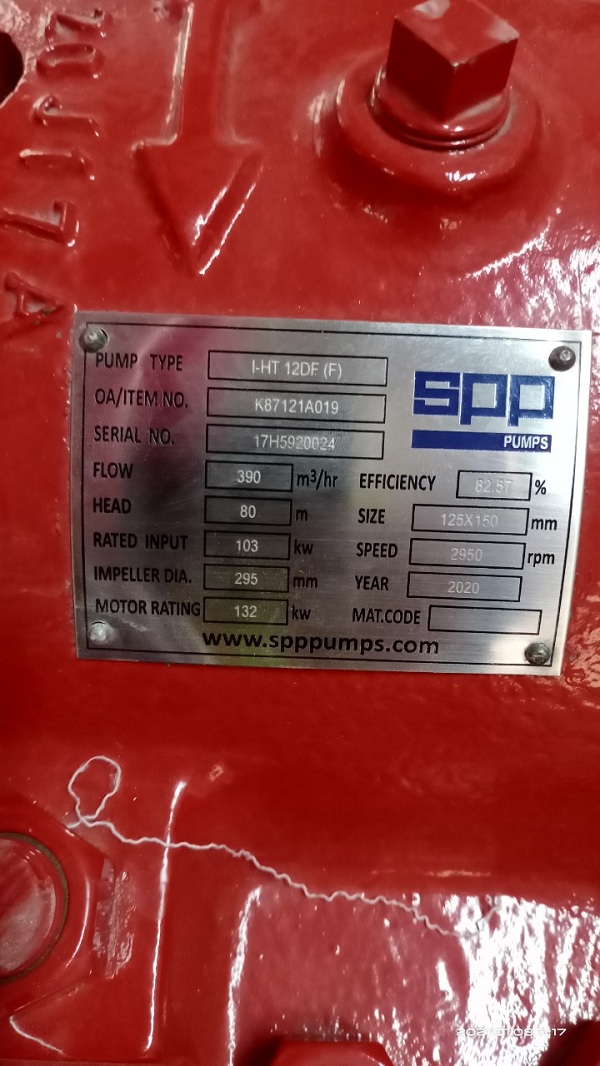 PUMP TYPE I-HT 12DF (F)
OA/ITEM NO. K87121A019
spp
PUMPS
SERIAL NO. 17H5920024
FLOW 390 m³/hr EFFICIENCY 82.57 %
HEAD 80 m SIZE 125X150 mm
RATED INPUT 103 kw SPEED 2950 rpm
IMPELLER DIA. 295 mm YEAR 2020
MOTOR RATING 132 kw MAT.CODE
www.spppumps.com